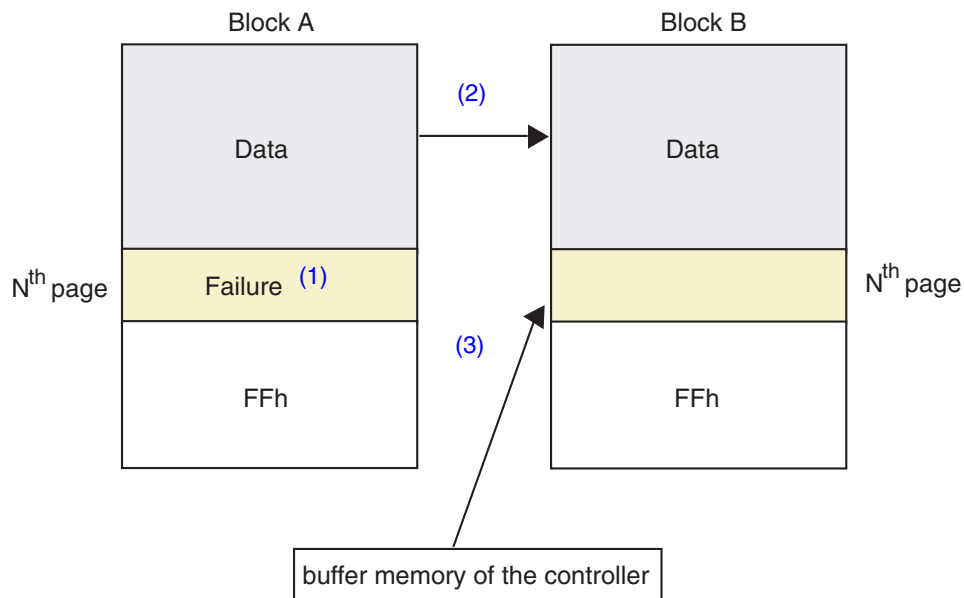 Block A
Block B
(2)
Data
Data
Nth page
Failure (1)
Nth page
(3)
FFh
FFh
buffer memory of the controller